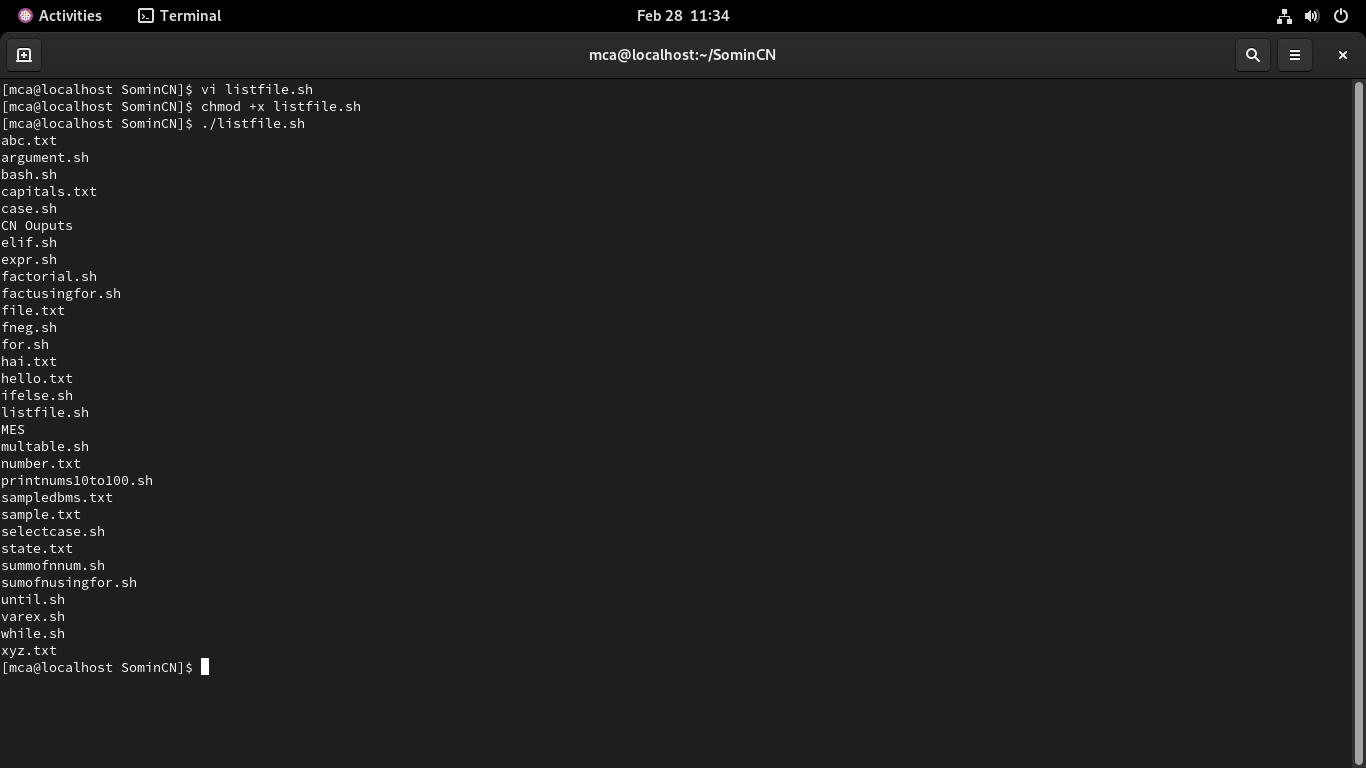 Activities Terminal Feb 28 11:34
mca@localhost:~/SominCN
[mca@localhost SominCN]$ vi listfile.sh
[mca@localhost SominCN]$ chmod +x listfile.sh
[mca@localhost SominCN]$ ./listfile.sh
abc.txt
argument.sh
bash.sh
capitals.txt
case.sh
CN Ouputs
elif.sh
expr.sh
factorial.sh
factusingfor.sh
file.txt
fneg.sh
for.sh
hai.txt
hello.txt
ifelse.sh
listfile.sh
MES
multable.sh
number.txt
printnums10to100.sh
sampledbms.txt
sample.txt
selectcase.sh
state.txt
summofnnum.sh
sumofnusingfor.sh
until.sh
varex.sh
while.sh
xyz.txt
[mca@localhost SominCN]$